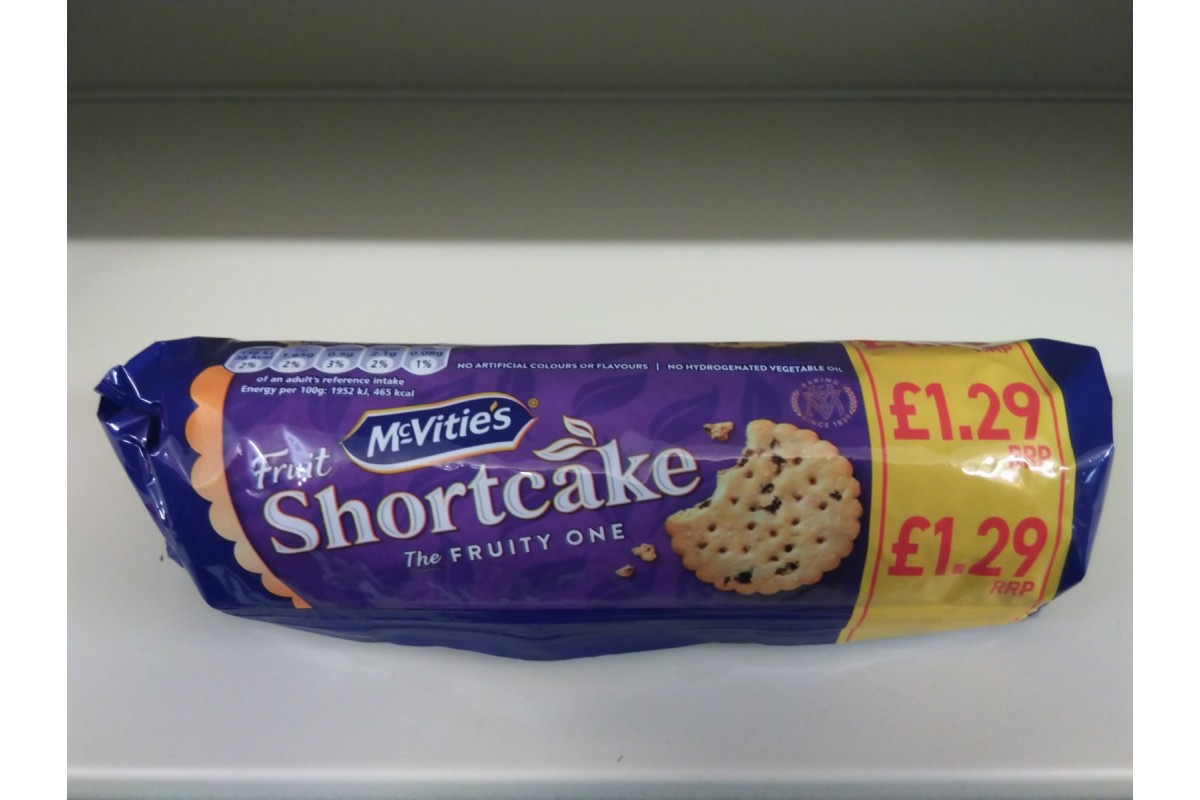 2% 2% 3% 2% 1%
of an adult's reference intake
Energy per 100g: 1952 kJ, 465 kcal
NO ARTIFICIAL COLOURS OR FLAVOURS | NO HYDROGENATED VEGETABLE OIL
McVitie's
Fruit
Shortcake
The FRUITY ONE
BAKING
SINCE
£1.29
RRP
£1.29
RRP